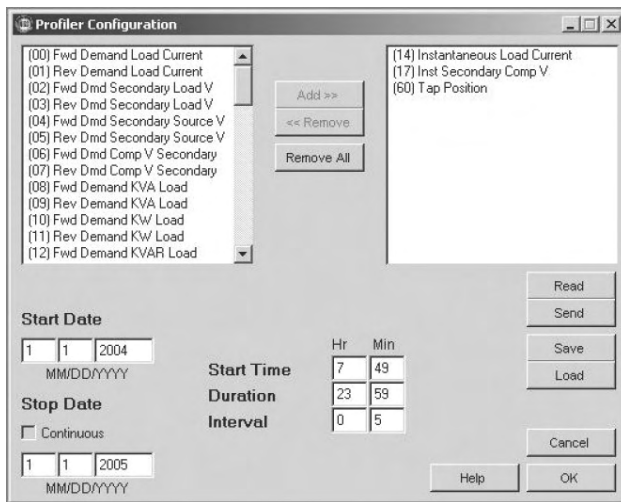 Profiler Configuration
(00) Fwd Demand Load Current
(01) Rev Demand Load Current
(02) Fwd Dmd Secondary Load V
(03) Rev Dmd Secondary Load V
(04) Fwd Dmd Secondary Source V
(05) Rev Dmd Secondary Source V
(06) Fwd Dmd Comp V Secondary
(07) Rev Dmd Comp V Secondary
(08) Fwd Demand KVA Load
(09) Rev Demand KVA Load
(10) Fwd Demand KW Load
(11) Rev Demand KW Load
(12) Fwd Demand KVAR Load
Add >>
<< Remove
Remove All
(14) Instantaneous Load Current
(17) Inst Secondary Comp V
(60) Tap Position
Read
Send
Save
Load
Start Date
1 1 2004
MM/DD/YYYY
Stop Date
Continuous
1 1 2005
MM/DD/YYYY
Hr Min
Start Time 7 49
Duration 23 59
Interval 0 5
Cancel
Help OK